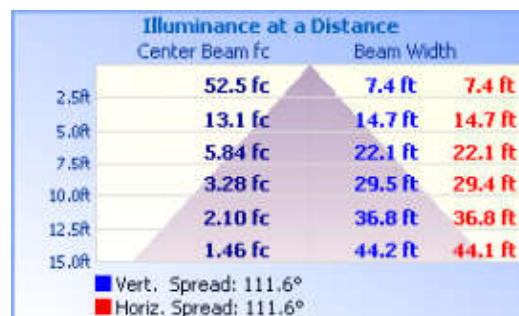 Illuminance at a Distance
Center Beam fc Beam Width
52.5 fc 7.4 ft 7.4 ft
2.5ft
13.1 fc 14.7 ft 14.7 ft
5.0ft
5.84 fc 22.1 ft 22.1 ft
7.5ft
3.28 fc 29.5 ft 29.4 ft
10.0ft
2.10 fc 36.8 ft 36.8 ft
12.5ft
1.46 fc 44.2 ft 44.1 ft
15.0ft
Vert. Spread: 111.6°
Horiz. Spread: 111.6°